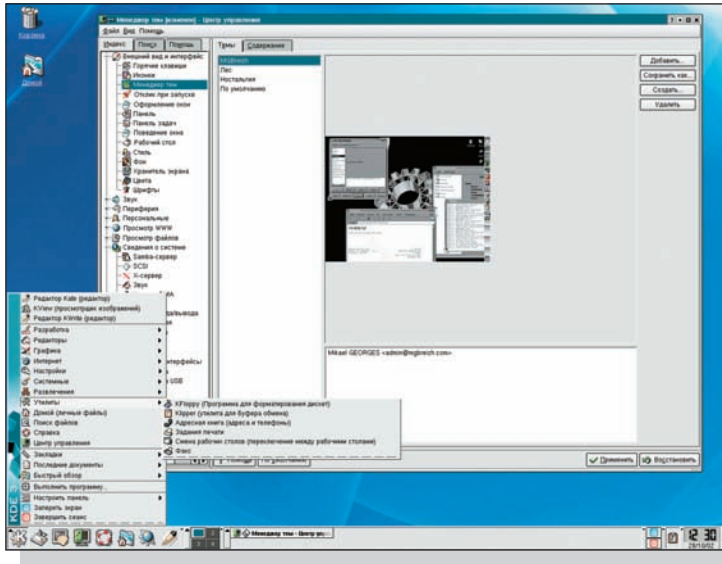 Корзина
Домой
Менеджер тем [изменен] - Центр управления
Файл Вид Помощь
Индекс Поиск Помощь
Внешний вид и интерфейс
Горячие клавиши
Иконки
Менеджер тем
Отклик при запуске
Оформление окон
Панель
Панель задач
Поведение окна
Рабочий стол
Стиль
Фон
Хранитель экрана
Цвета
Шрифты
Звук
Периферия
Персональные
Просмотр WWW
Просмотр файлов
Сведения о системе
Samba-сервер
SCSI
X-сервер
Звук
Темы Содержание
MGBreizh
Лес
Ностальгия
По умолчанию
Добавить...
Сохранить как...
Создать...
Удалить
Mikael GEORGES <admin@mgbreizh.com>
Помощь По умолчанию
Применить Восстановить
Редактор Kate (редактор)
KView (просмотрщик изображений)
Редактор KWrite (редактор)
Разработка
Редакторы
Графика
Интернет
Настройки
Системные
Развлечения
Утилиты
Домой (личные файлы)
Поиск файлов
Справка
Центр управления
Закладки
Последние документы
Быстрый обзор
Выполнить программу...
Настроить панель
Запереть экран
Завершить сеанс
KDE
KFloppy (Программа для форматирования дискет)
Klipper (утилита для буфера обмена)
Адресная книга (адреса и телефоны)
Задания печати
Смена рабочих столов (переключение между рабочими столами)
Факс
Менеджер тем - Центр уп
12 30
29/10/02